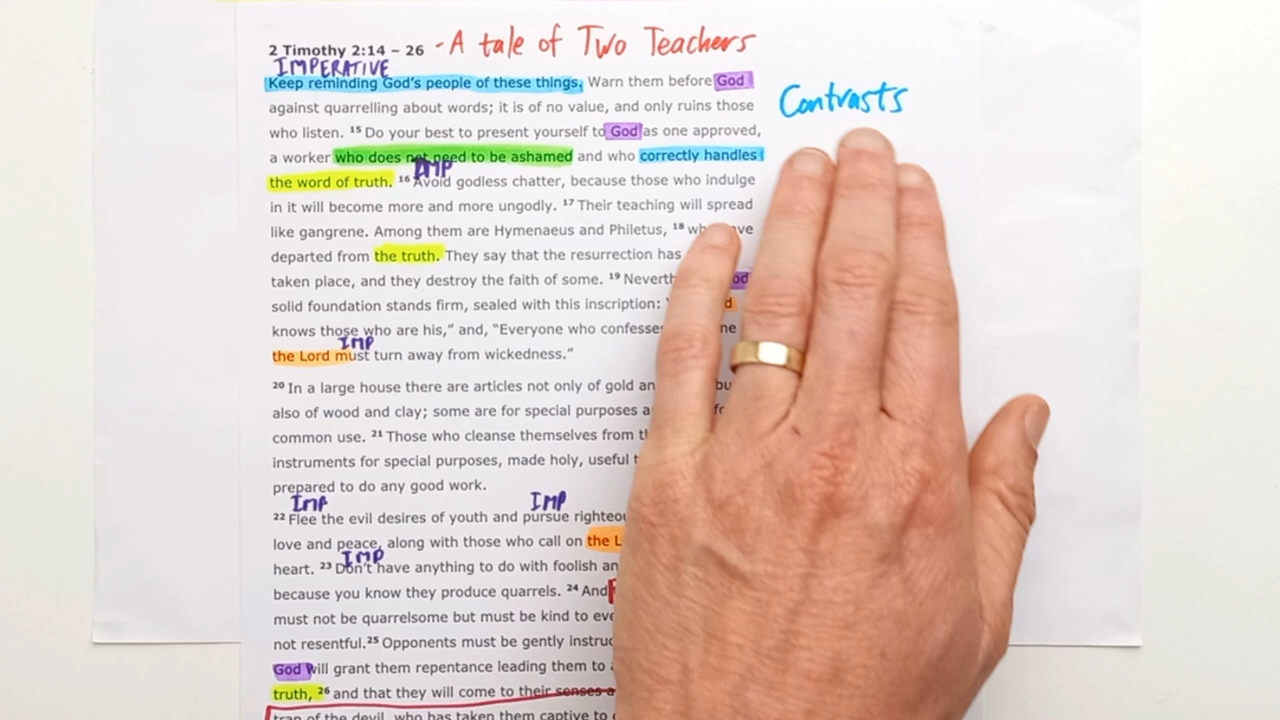 2 Timothy 2:14 – 26 - A tale of Two Teachers
IMPERATIVE
Keep reminding God's people of these things. Warn them before God
Contrasts
against quarrelling about words; it is of no value, and only ruins those
who listen. 15 Do your best to present yourself to God as one approved,
a worker who does not need to be ashamed and who correctly handles
IMP
the word of truth. 16 Avoid godless chatter, because those who indulge
in it will become more and more ungodly. 17 Their teaching will spread
like gangrene. Among them are Hymenaeus and Philetus, 18
departed from the truth. They say that the resurrection has
taken place, and they destroy the faith of some. 19
solid foundation stands firm, sealed with this inscription:
knows those who are his," and, "Everyone who
IMP
the Lord must turn away from wickedness."
20 In a large house there are articles not only of gold
also of wood and clay; some are for special purposes
common use. 21 Those who cleanse themselves from
instruments for special purposes, made holy, useful
prepared to do any good work.
IMP IMP
22 Flee the evil desires of youth and pursue
love and peace, along with those who call on the
IMP
heart. 23 Don't have anything to do with foolish
because you know they produce quarrels. 24 And
must not be quarrelsome but must be kind to
not resentful. 25 Opponents must be gently
God will grant them repentance leading them to
truth, 26 and that they will come to their senses
trap of the devil, who has taken them captive to